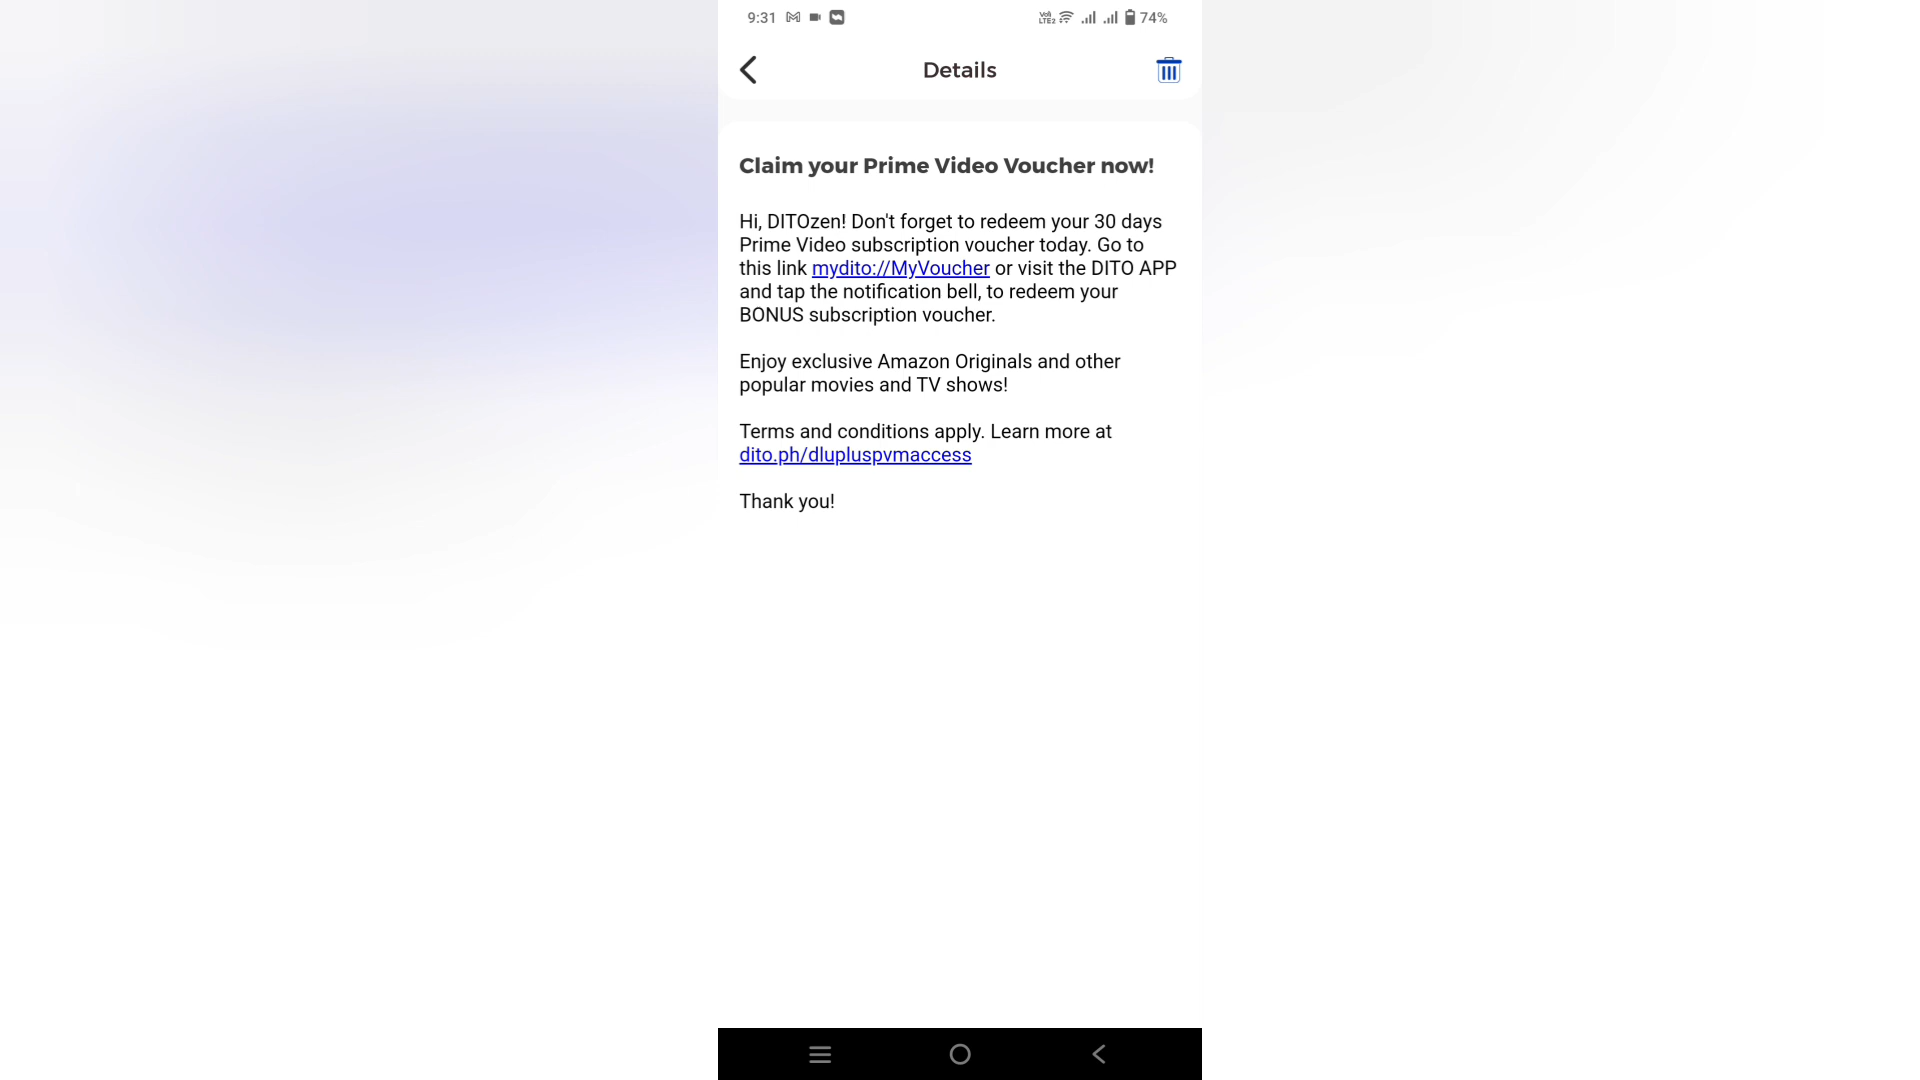 9:31
Vo) LTE2 74%
Details
Claim your Prime Video Voucher now!
Hi, DITOzen! Don't forget to redeem your 30 days
Prime Video subscription voucher today. Go to
this link mydito://MyVoucher or visit the DITO APP
and tap the notification bell, to redeem your
BONUS subscription voucher.
Enjoy exclusive Amazon Originals and other
popular movies and TV shows!
Terms and conditions apply. Learn more at
dito.ph/dlupluspvmaccess
Thank you!